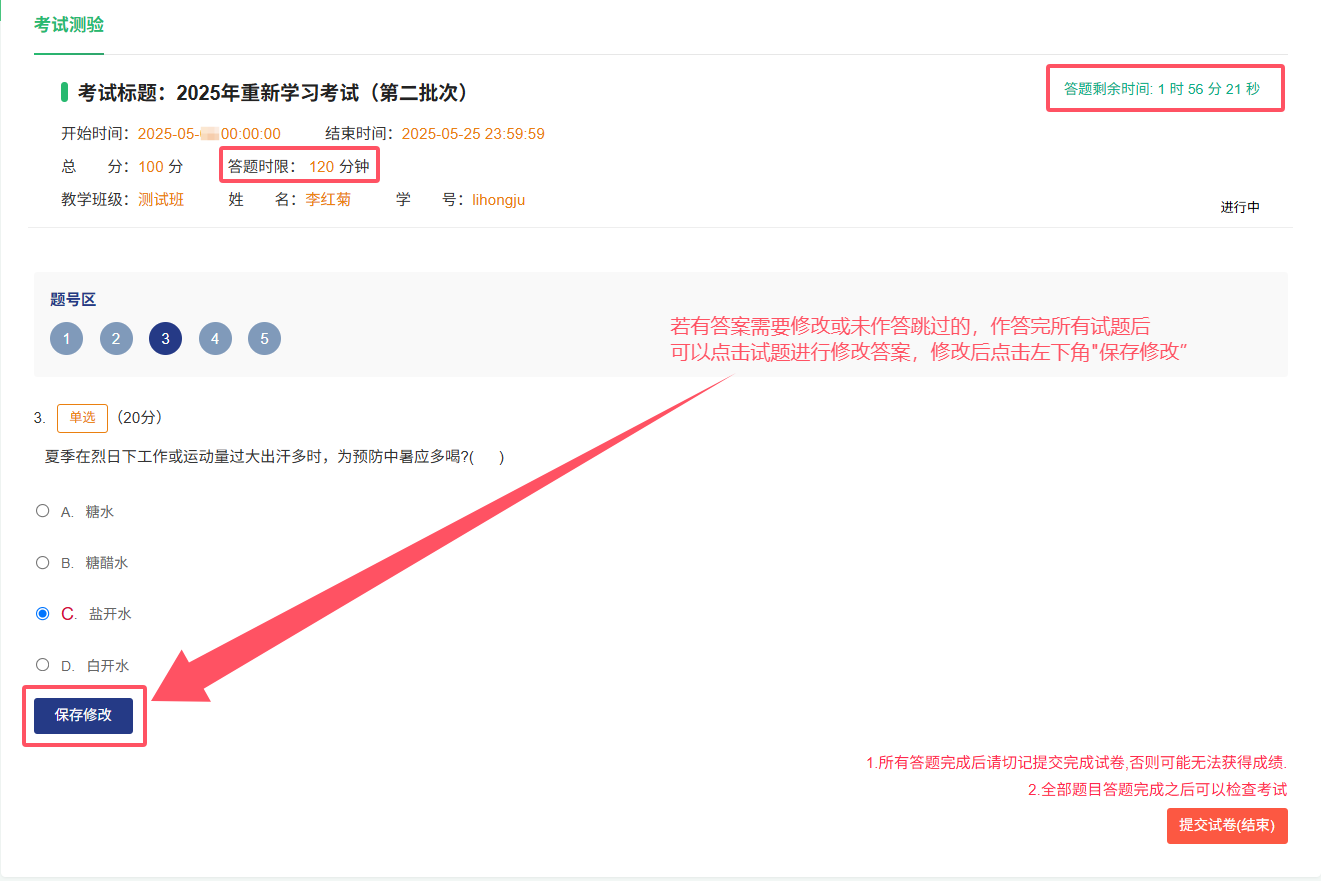 考试测验
考试标题：2025年重新学习考试（第二批次）
答题剩余时间: 1 时 56 分 21 秒
开始时间：2025-05- 00:00:00 结束时间：2025-05-25 23:59:59
总 分：100 分 答题时限： 120 分钟
教学班级：测试班 姓 名：李红菊 学 号：lihongju
进行中
题号区
1 2 3 4 5
若有答案需要修改或未作答跳过的，作答完所有试题后
可以点击试题进行修改答案，修改后点击左下角"保存修改“
3. 单选 （20分）
夏季在烈日下工作或运动量过大出汗多时，为预防中暑应多喝?( )
A. 糖水
B. 糖醋水
C. 盐开水
D. 白开水
保存修改
1.所有答题完成后请切记提交完成试卷,否则可能无法获得成绩.
2.全部题目答题完成之后可以检查考试
提交试卷(结束)